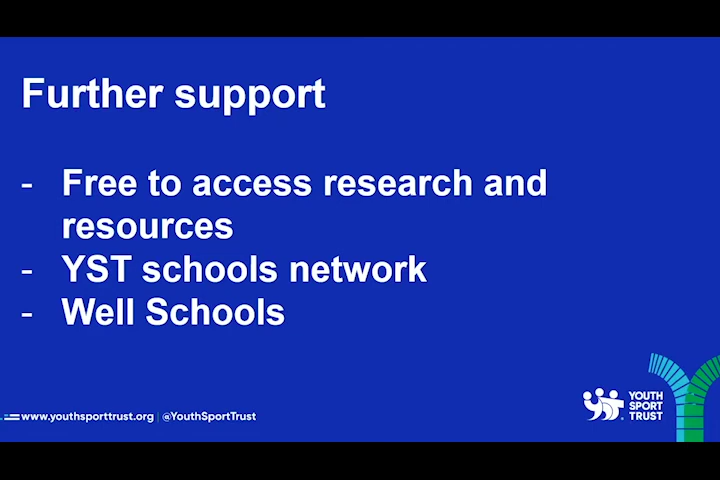 Further support
- Free to access research and
resources
- YST schools network
- Well Schools
www.youthsporttrust.org | @YouthSportTrust
YOUTH
SPORT
TRUST